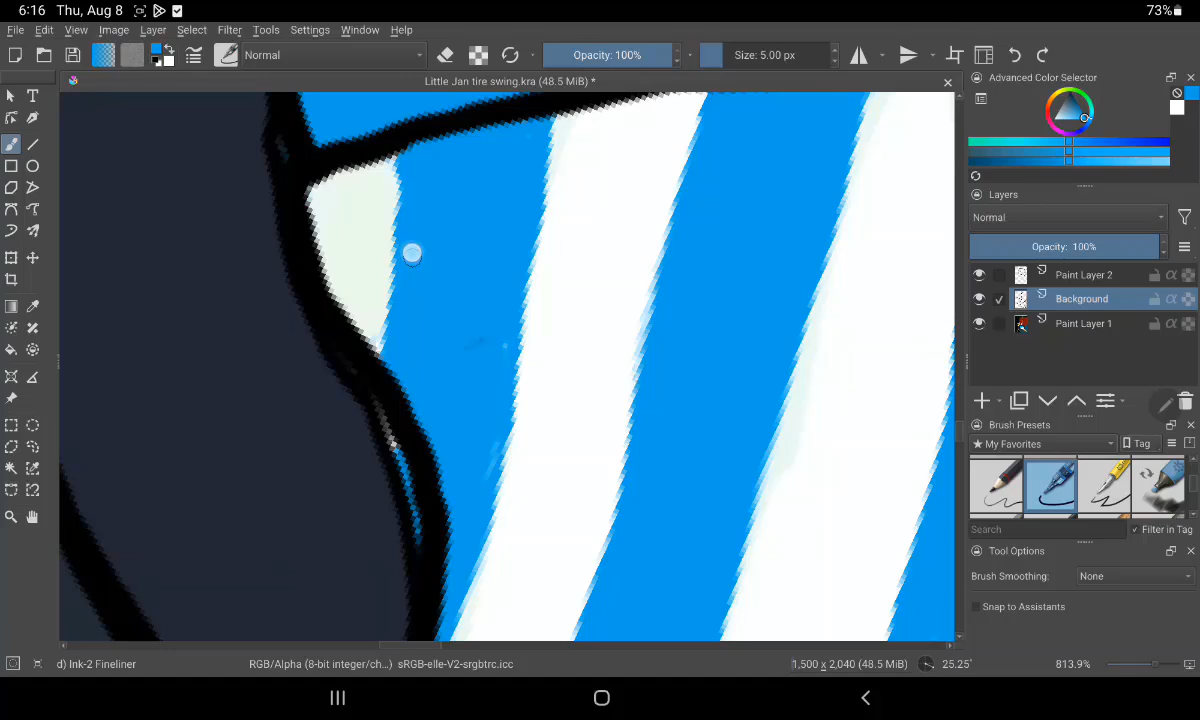 6:16 Thu, Aug 8
73%
File Edit View Image Layer Select Filter Tools Settings Window Help
Normal
Opacity: 100%
Size: 5.00 px
Little Jan tire swing.kra (48.5 MiB) *
Advanced Color Selector
Layers
Normal
Opacity: 100%
Paint Layer 2
Background
Paint Layer 1
Brush Presets
My Favorites
Tag
Search
Filter in Tag
Tool Options
Brush Smoothing: None
Snap to Assistants
d) Ink-2 Fineliner
RGB/Alpha (8-bit integer/ch...) sRGB-elle-V2-srgbtrc.icc
1,500 x 2,040 (48.5 MiB)
25.25°
813.9%